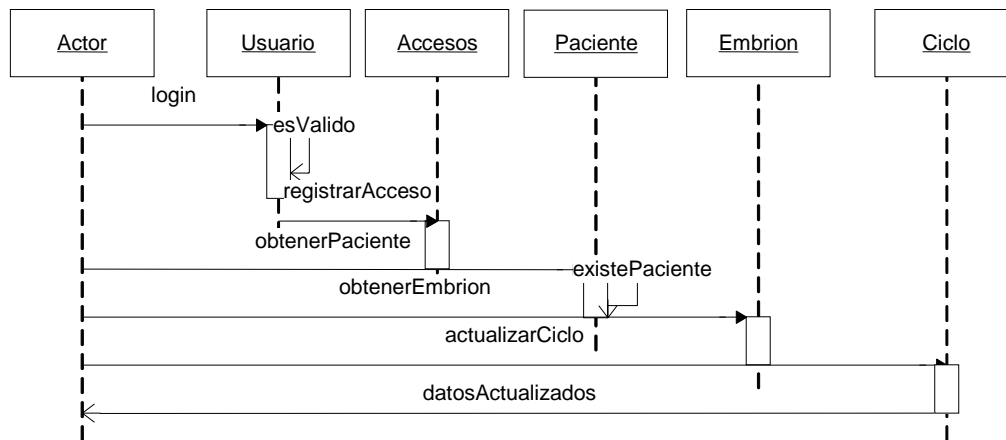 Actor
Usuario
Accesos
Paciente
Embrion
Ciclo
login
esValido
registrarAcceso
obtenerPaciente
existePaciente
obtenerEmbrion
actualizarCiclo
datosActualizados